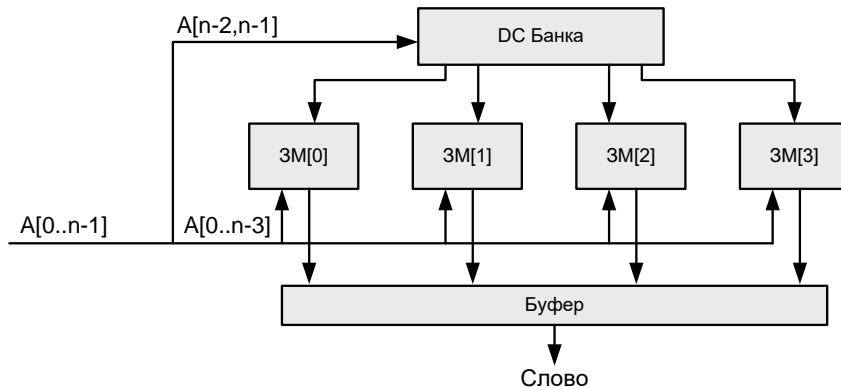 A[n-2,n-1]
DC Банка
ЗМ[0]
ЗМ[1]
ЗМ[2]
ЗМ[3]
A[0..n-1]
A[0..n-3]
Буфер
Слово